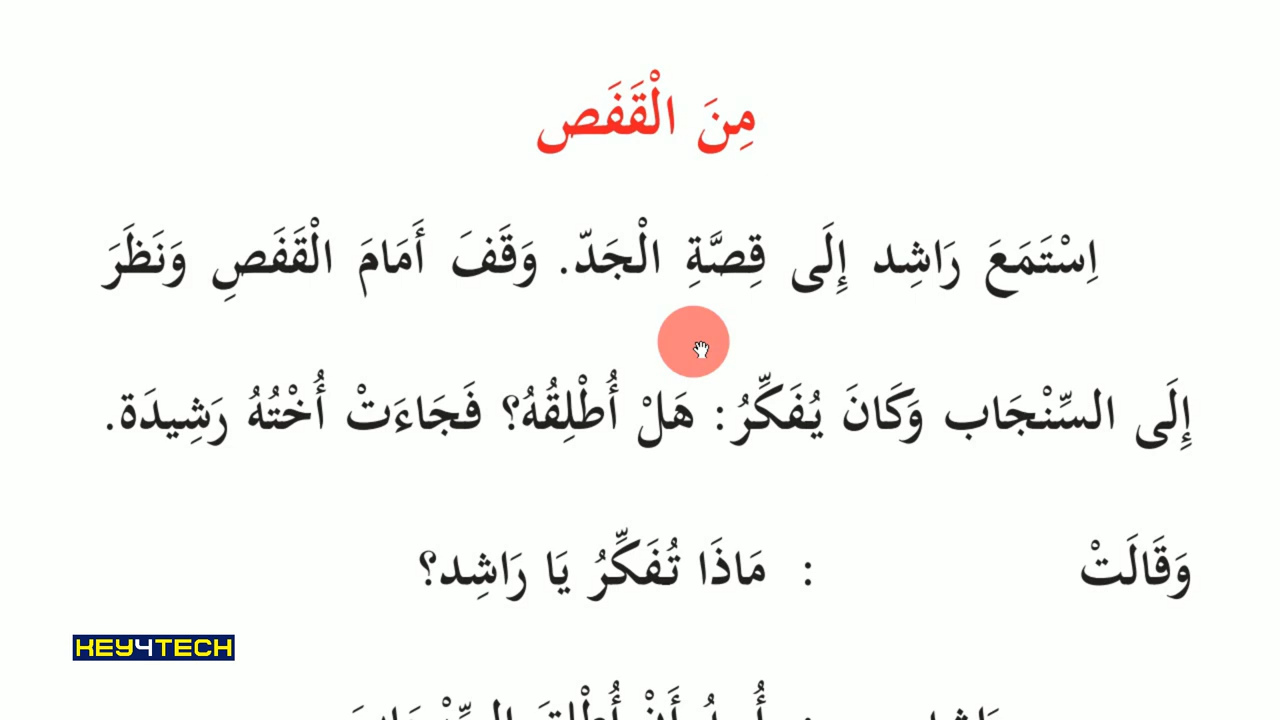 مِنَ الْقَفَص
اِسْتَمَعَ رَاشِد إِلَى قِصَّةِ الْجَدّ. وَقَفَ أَمَامَ الْقَفَصِ وَنَظَرَ
إِلَى السِّنْجَاب وَكَانَ يُفَكِّرُ: هَلْ أُطْلِقُهُ؟ فَجَاءَتْ أُخْتُهُ رَشِيدَة.
وَقَالَتْ : مَاذَا تُفَكِّرُ يَا رَاشِد؟
KEY4TECH